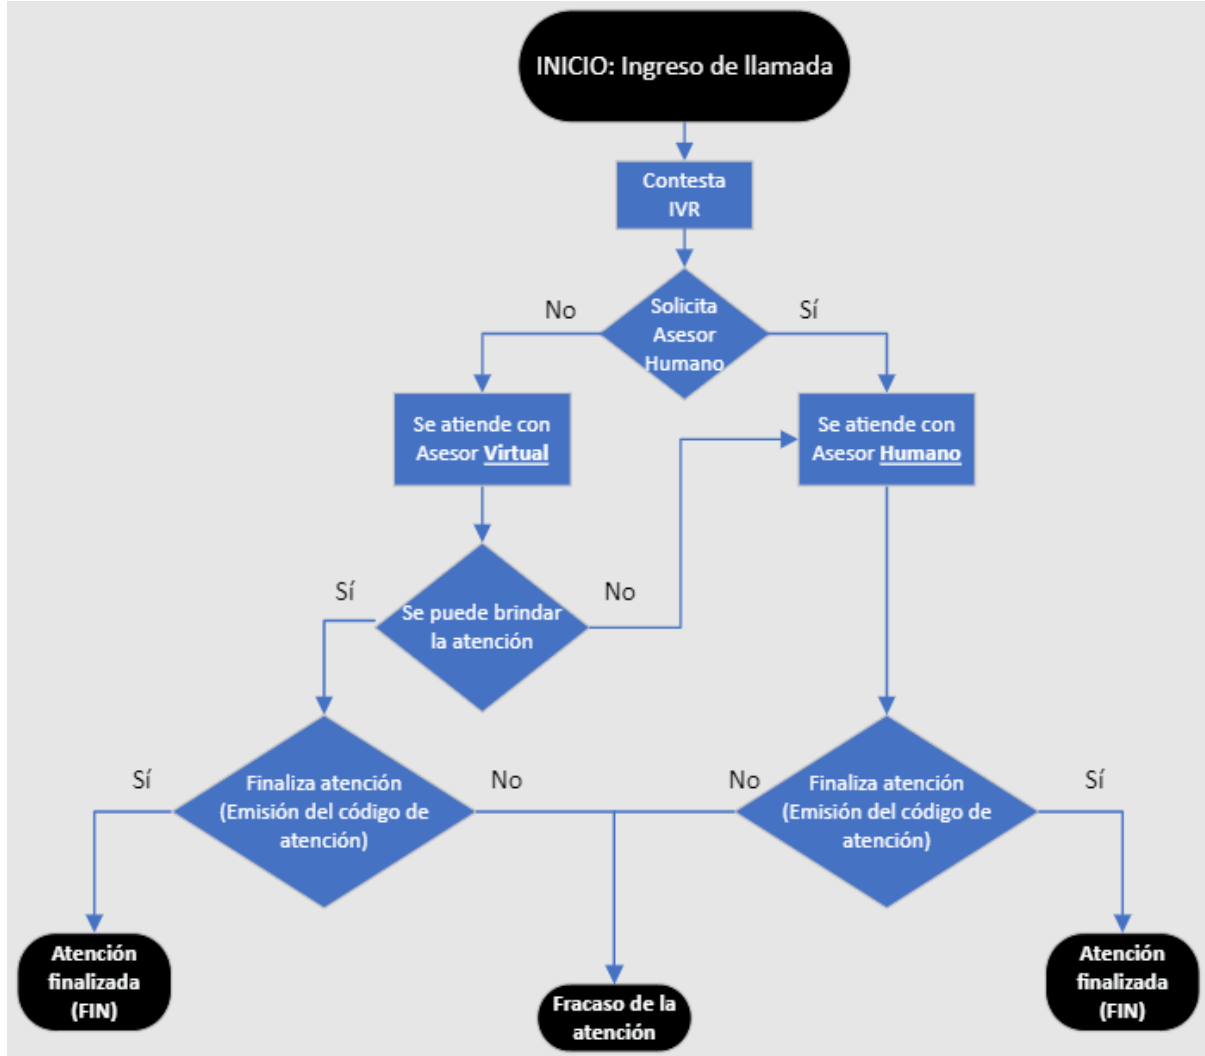 INICIO: Ingreso de llamada
Contesta
IVR
No
Solicita
Asesor
Humano
Sí
Se atiende con
Asesor Virtual
Se atiende con
Asesor Humano
Sí
Se puede brindar
la atención
No
Sí
Finaliza atención
(Emisión del código de
atención)
No
No
Finaliza atención
(Emisión del código de
atención)
Sí
Atención
finalizada
(FIN)
Fracaso de la
atención
Atención
finalizada
(FIN)